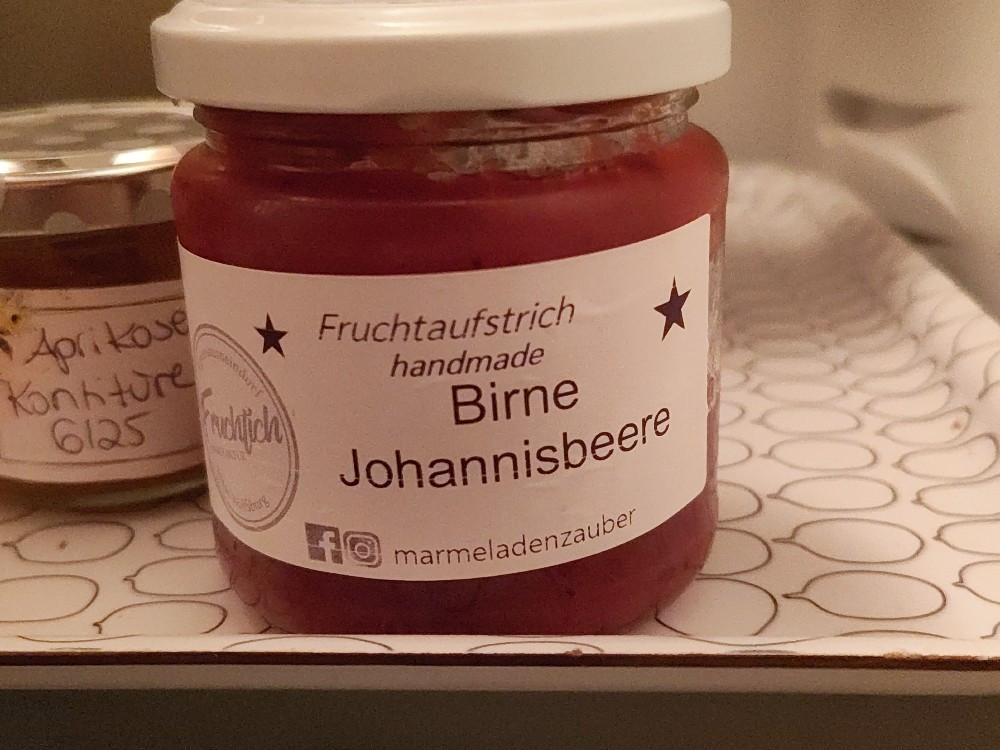 Aprikose
Konfitüre
6125
Fruchtaufstrich
handmade
Birne
Johannisbeere
Fruchtich
marmeladenzauber